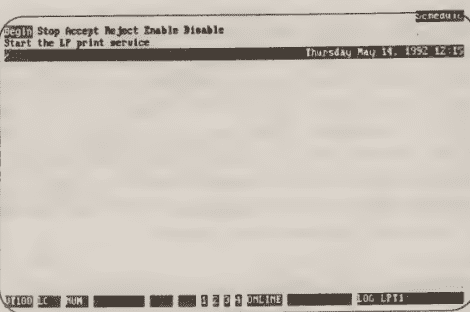 Schedule
Begin Stop Accept Reject Enable Disable
Start the LP print service
Thursday May 14, 1992 12:15
VT100 LC NUM 1 2 3 4 ONLINE LOG LPT1